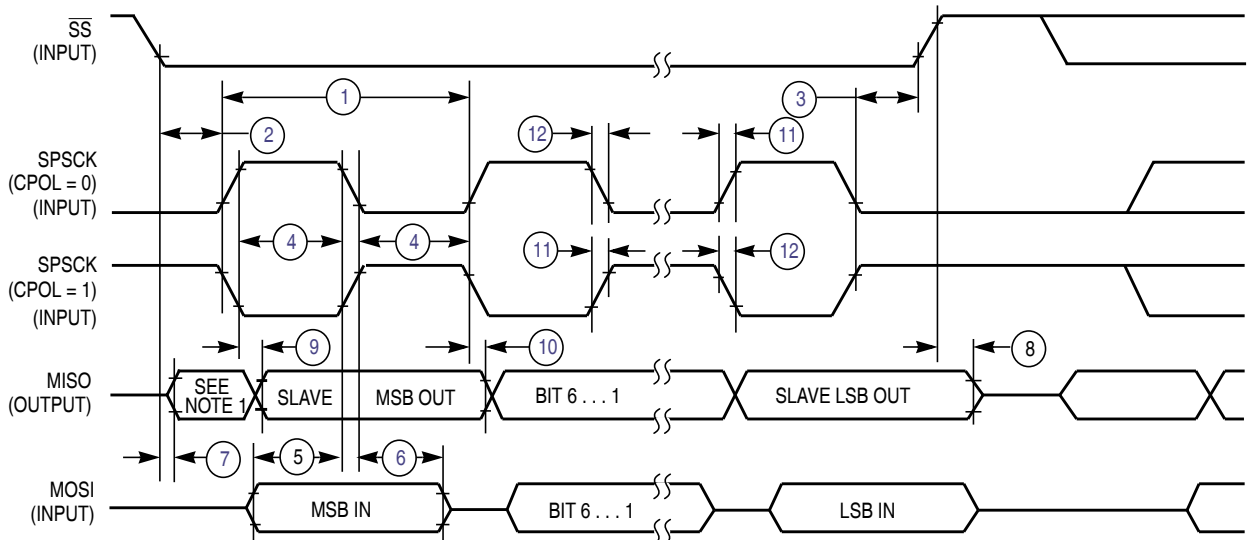 SS
(INPUT)
1
3
2
12
11
SPSCK
(CPOL = 0)
(INPUT)
4
4
11
12
SPSCK
(CPOL = 1)
(INPUT)
9
10
8
MISO
(OUTPUT)
SEE
NOTE 1
SLAVE
MSB OUT
BIT 6 . . . 1
SLAVE LSB OUT
7
5
6
MOSI
(INPUT)
MSB IN
BIT 6 . . . 1
LSB IN